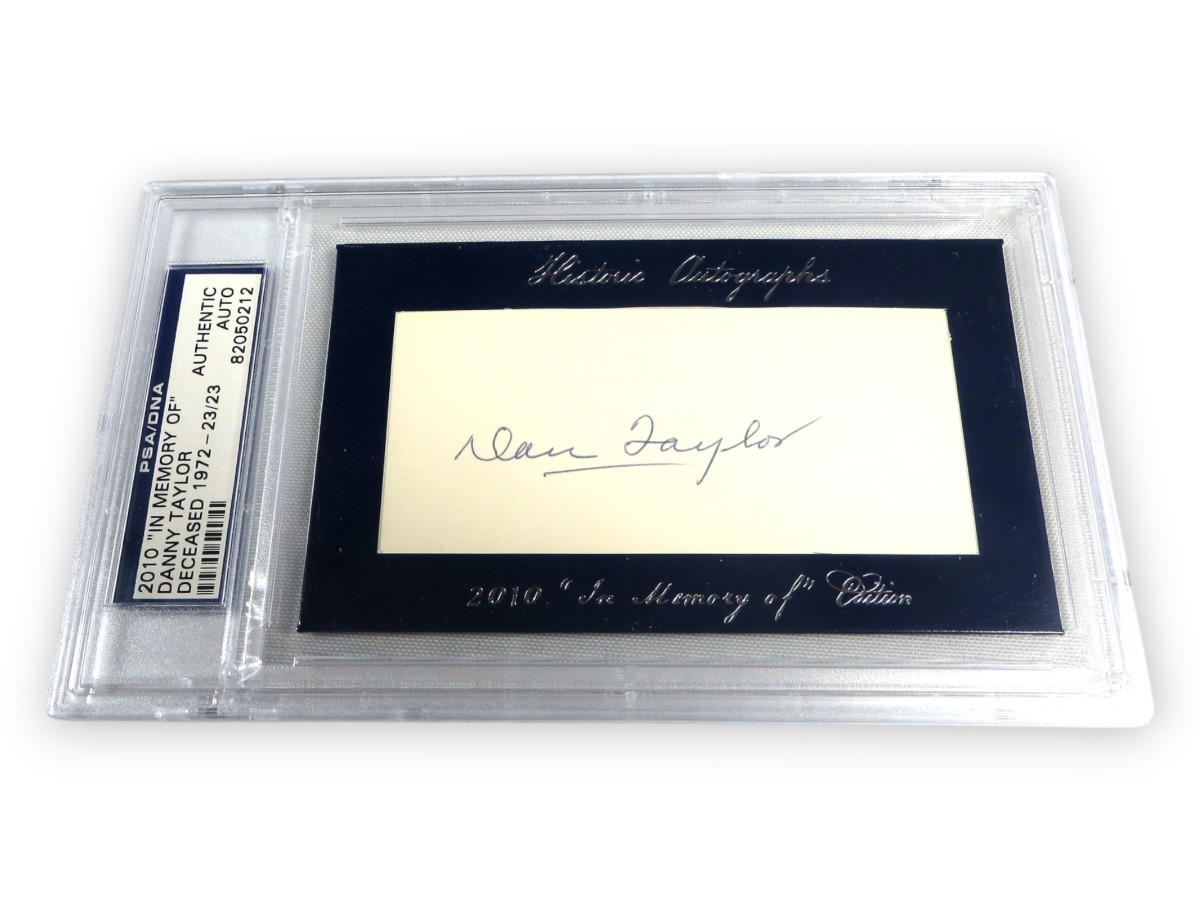 PSA/DNA
2010 "IN MEMORY OF"
DANNY TAYLOR
DECEASED 1972 - 23/23
AUTHENTIC
AUTO
82050212
Historic Autographs
Dan Taylor
2010 "In Memory of" Edition